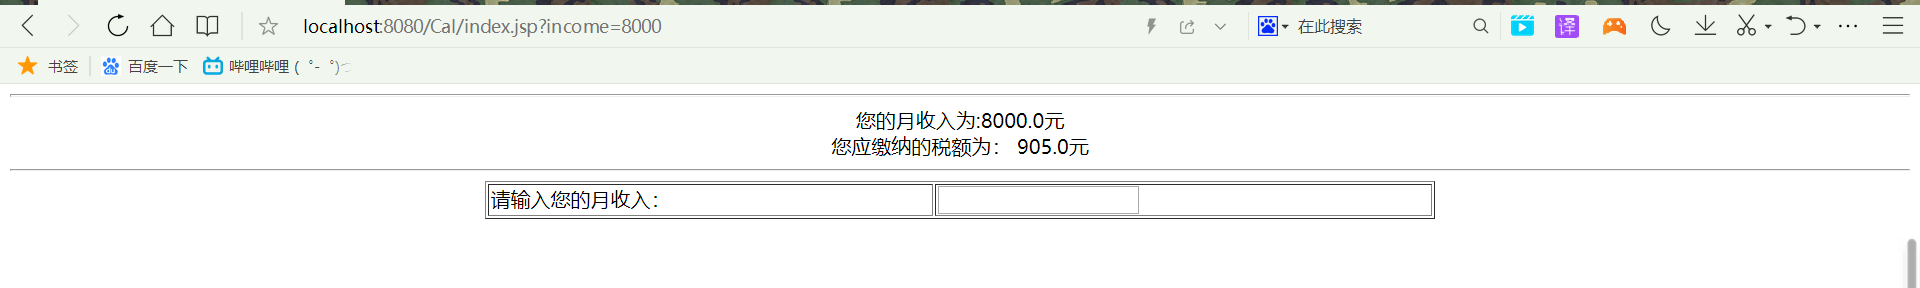 localhost:8080/Cal/index.jsp?income=8000
在此搜索
译
书签
百度一下
哔哩哔哩 ( ゜- ゜)つ
您的月收入为:8000.0元
您应缴纳的税额为： 905.0元
请输入您的月收入：